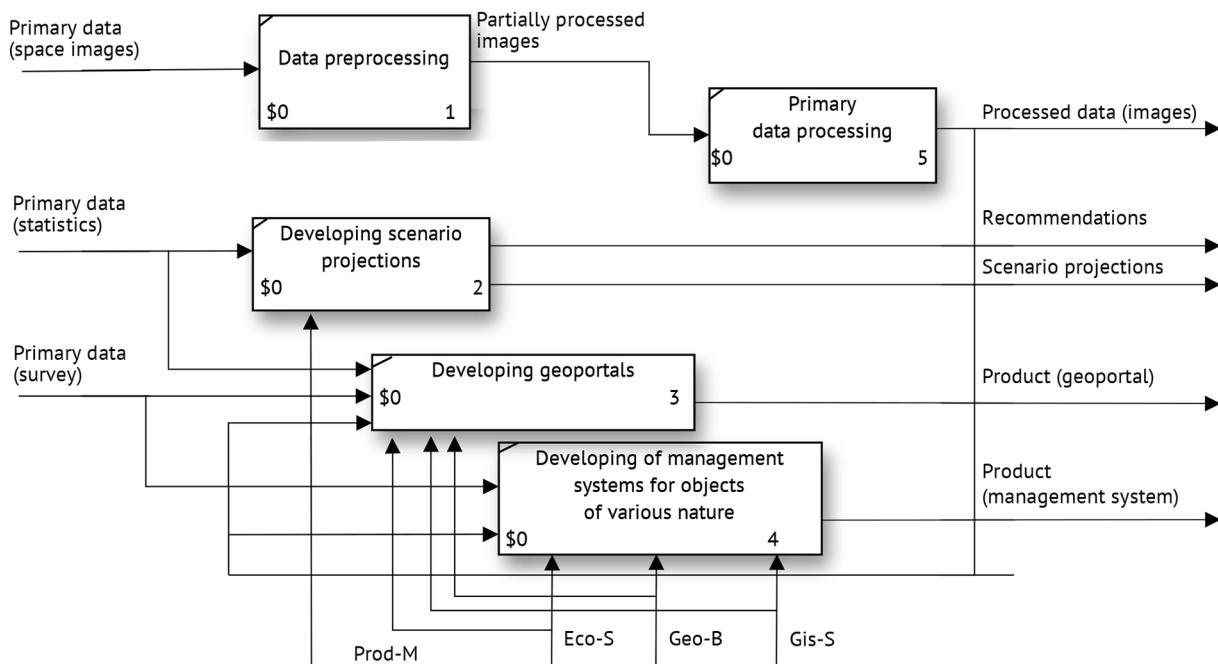 Primary data
(space images)
Data preprocessing
$0 1
Partially processed
images
Primary
data processing
$0 5
Processed data (images)
Primary data
(statistics)
Developing scenario
projections
$0 2
Recommendations
Scenario projections
Primary data
(survey)
Developing geoportals
$0 3
Product (geoportal)
Developing of management
systems for objects
of various nature
$0 4
Product
(management system)
Prod-M
Eco-S
Geo-B
Gis-S